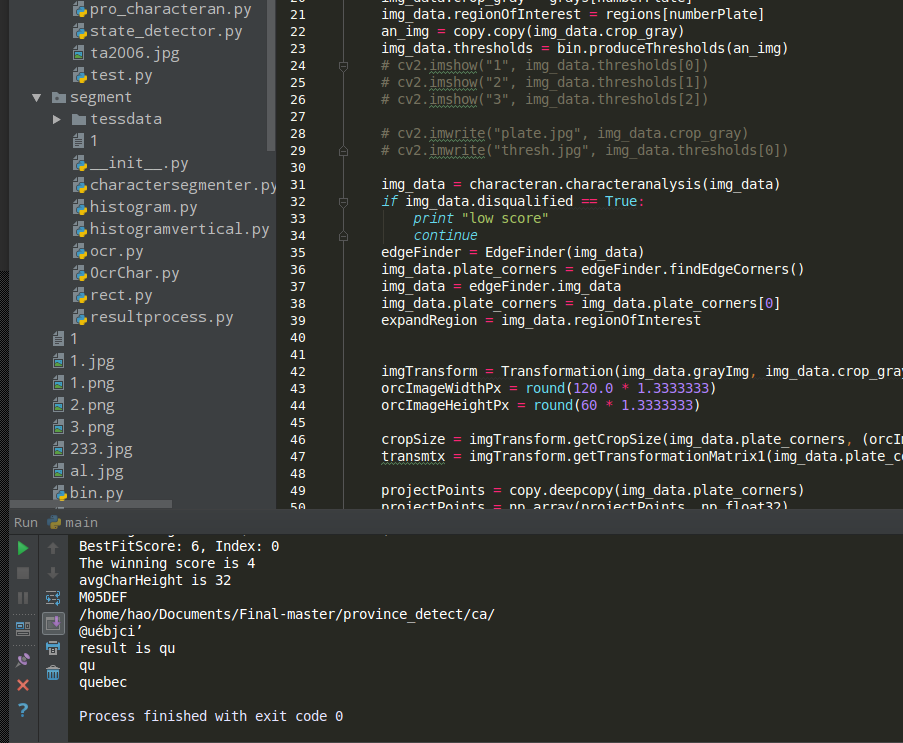 pro_characteran.py
state_detector.py
ta2006.jpg
test.py
segment
tessdata
1
__init__.py
charactersegmenter.py
histogram.py
histogramvertical.py
ocr.py
OcrChar.py
rect.py
resultprocess.py
1
1.jpg
1.png
2.png
3.png
233.jpg
al.jpg
bin.py
21 img_data.regionOfInterest = regions[numberPlate]
22 an_img = copy.copy(img_data.crop_gray)
23 img_data.thresholds = bin.produceThresholds(an_img)
24 # cv2.imshow("1", img_data.thresholds[0])
25 # cv2.imshow("2", img_data.thresholds[1])
26 # cv2.imshow("3", img_data.thresholds[2])
27
28 # cv2.imwrite("plate.jpg", img_data.crop_gray)
29 # cv2.imwrite("thresh.jpg", img_data.thresholds[0])
30
31 img_data = characteran.characteranalysis(img_data)
32 if img_data.disqualified == True:
33 print "low score"
34 continue
35 edgeFinder = EdgeFinder(img_data)
36 img_data.plate_corners = edgeFinder.findEdgeCorners()
37 img_data = edgeFinder.img_data
38 img_data.plate_corners = img_data.plate_corners[0]
39 expandRegion = img_data.regionOfInterest
40
41
42 imgTransform = Transformation(img_data.grayImg, img_data.crop_gray
43 orcImageWidthPx = round(120.0 * 1.3333333)
44 orcImageHeightPx = round(60 * 1.3333333)
45
46 cropSize = imgTransform.getCropSize(img_data.plate_corners, (orcI
47 transmtx = imgTransform.getTransformationMatrix1(img_data.plate_co
48
49 projectPoints = copy.deepcopy(img_data.plate_corners)
50 projectPoints = np.array(projectPoints, np.float32)
Run main
BestFitScore: 6, Index: 0
The winning score is 4
avgCharHeight is 32
M05DEF
/home/hao/Documents/Final-master/province_detect/ca/
@uébjci’
result is qu
qu
quebec
Process finished with exit code 0